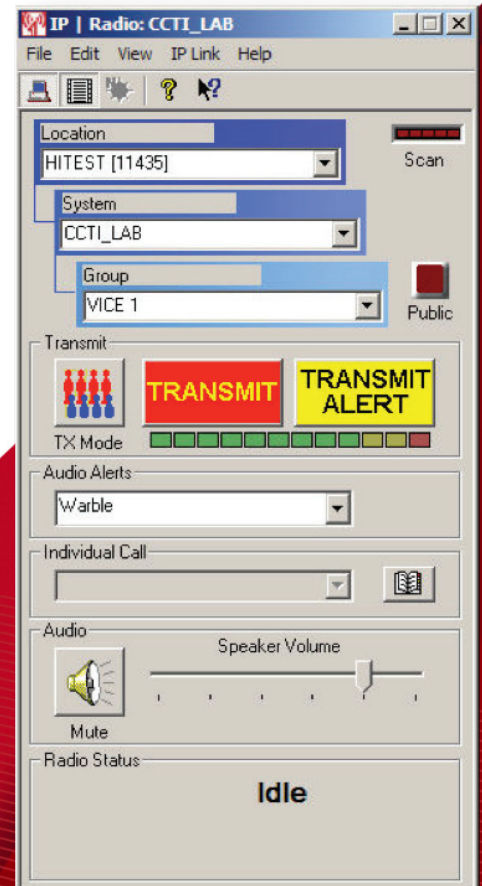 IP | Radio: CCTI_LAB
File Edit View IP Link Help
Location
HITEST [11435]
Scan
System
CCTI_LAB
Group
VICE 1
Public
Transmit
TRANSMIT
TRANSMIT
ALERT
TX Mode
Audio Alerts
Warble
Individual Call
Audio
Speaker Volume
Mute
Radio Status
Idle